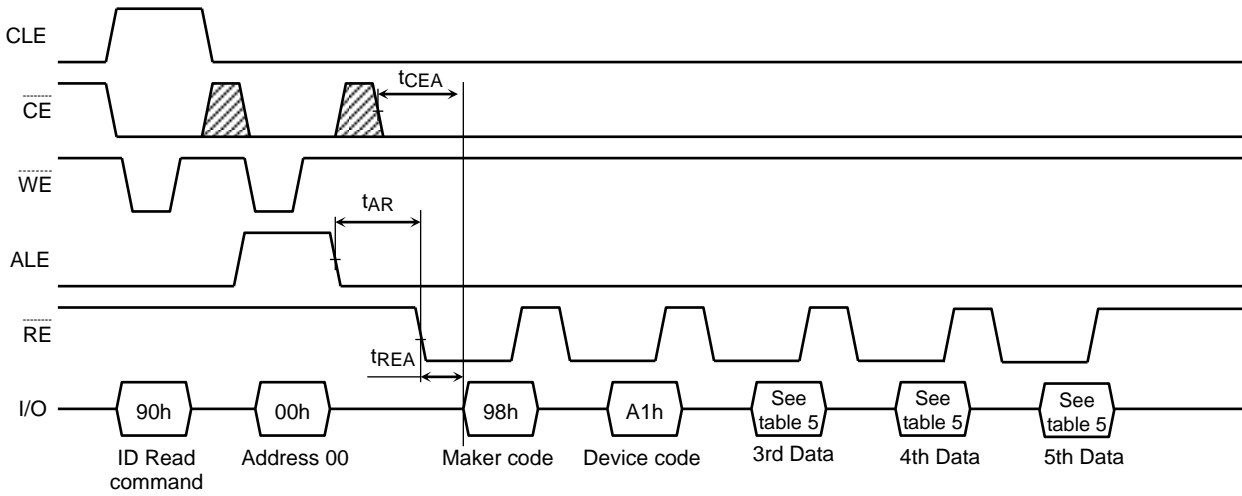 CLE
tCEA
CE
WE
tAR
ALE
RE
tREA
I/O
90h
00h
98h
A1h
See
table 5
See
table 5
See
table 5
ID Read
command
Address 00
Maker code
Device code
3rd Data
4th Data
5th Data